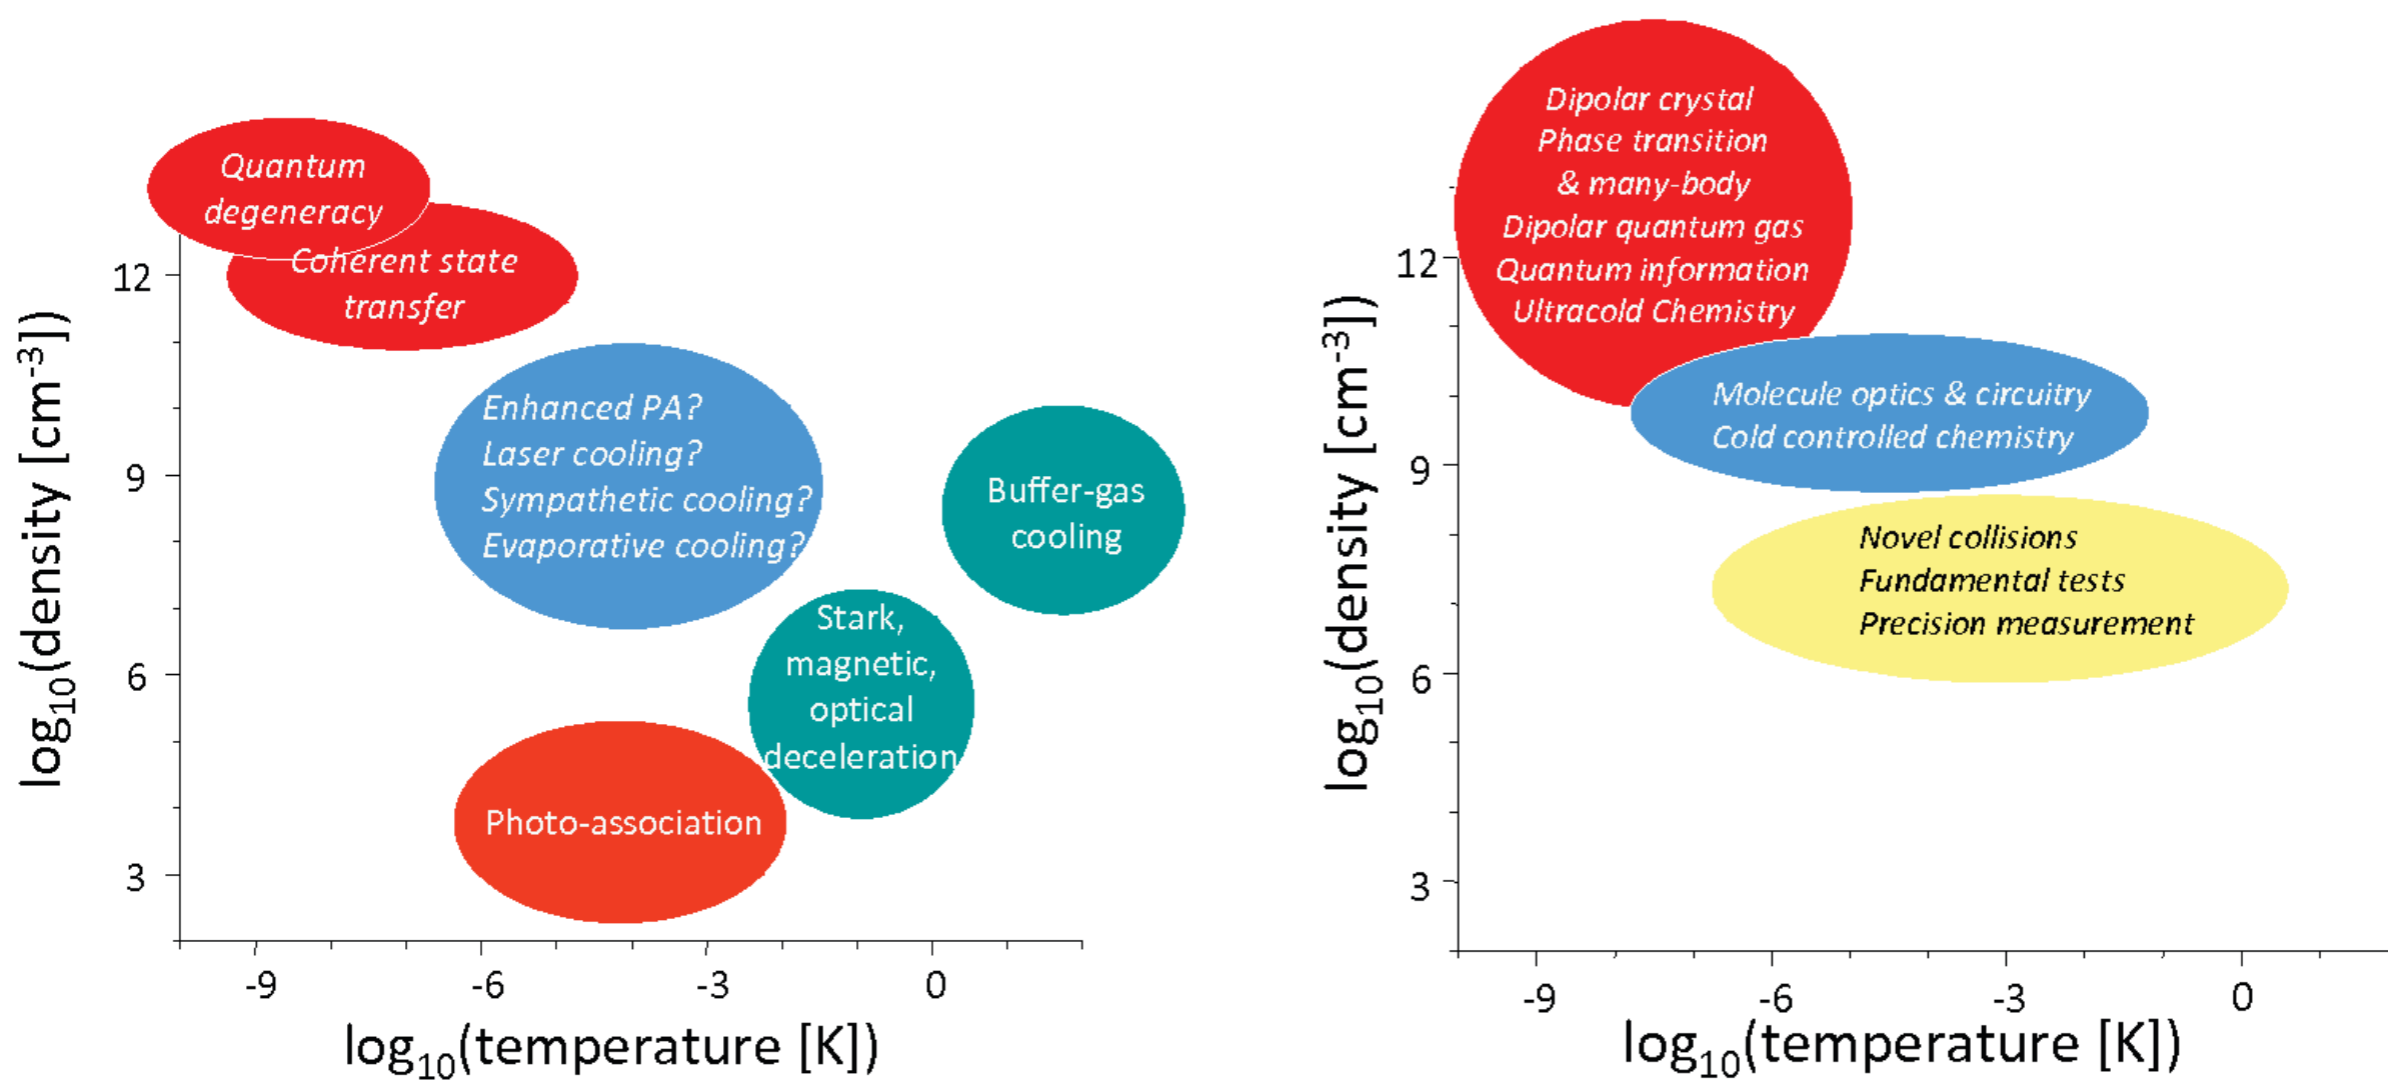 Quantum
degeneracy
Coherent state
transfer
Enhanced PA?
Laser cooling?
Sympathetic cooling?
Evaporative cooling?
Buffer-gas
cooling
Stark,
magnetic,
optical
deceleration
Photo-association
12
9
6
3
-9
-6
-3
0
log₁₀(density [cm⁻³])
log₁₀(temperature [K])
Dipolar crystal
Phase transition
& many-body
Dipolar quantum gas
Quantum information
Ultracold Chemistry
Molecule optics & circuitry
Cold controlled chemistry
Novel collisions
Fundamental tests
Precision measurement
12
9
6
3
-9
-6
-3
0
log₁₀(density [cm⁻³])
log₁₀(temperature [K])